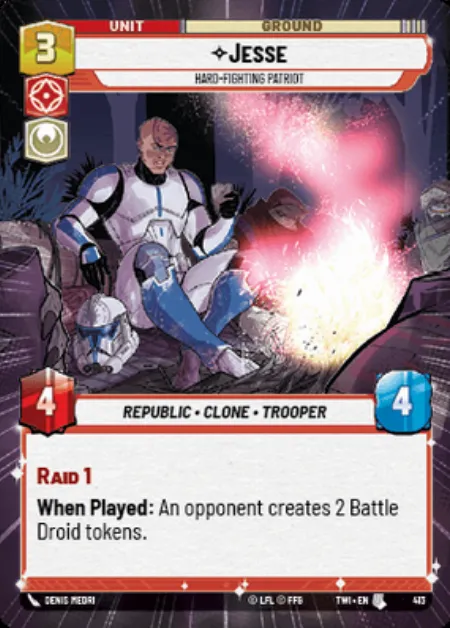 UNIT
GROUND
3
JESSE
HARD-FIGHTING PATRIOT
4
REPUBLIC • CLONE • TROOPER
4
RAID 1
When Played: An opponent creates 2 Battle
Droid tokens.
DENIS MEDRI
© LFL © FFG
TWI • EN
413